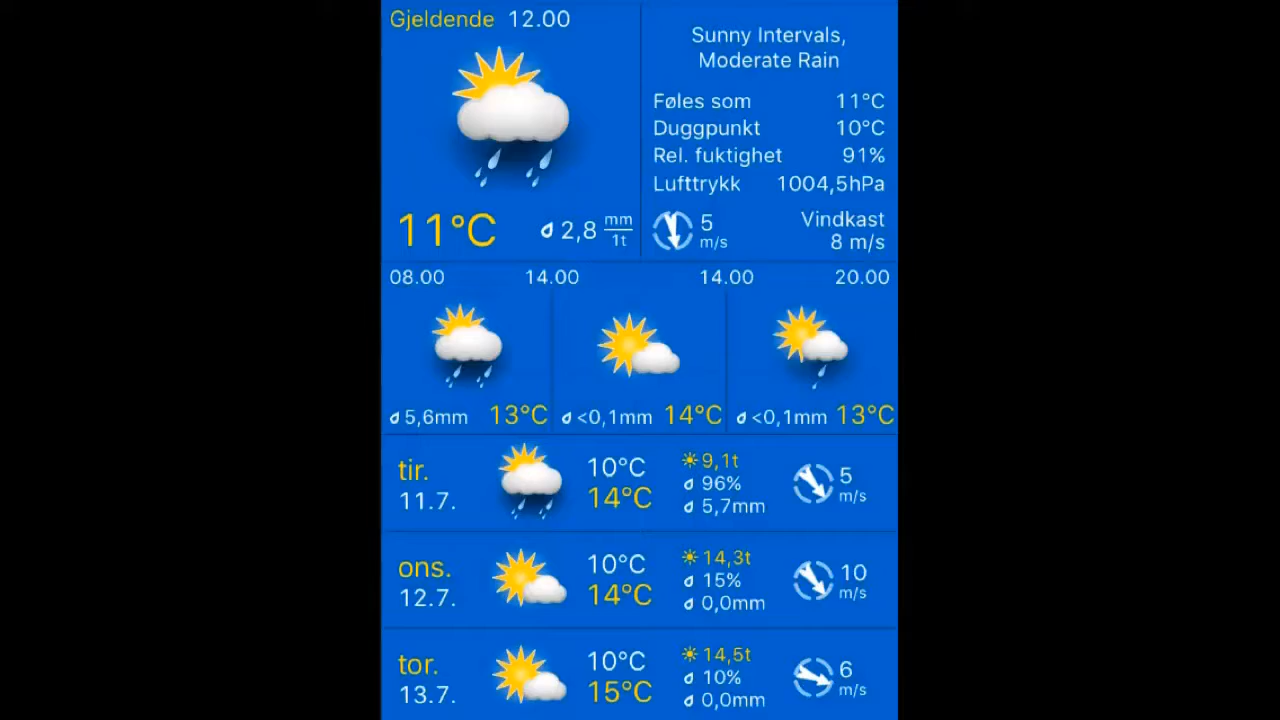 Gjeldende 12.00
Sunny Intervals,
Moderate Rain
Føles som 11°C
Duggpunkt 10°C
Rel. fuktighet 91%
Lufttrykk 1004,5hPa
11°C 2,8 mm
1t
5
m/s
Vindkast
8 m/s
08.00 14.00 14.00 20.00
5,6mm 13°C <0,1mm 14°C <0,1mm 13°C
tir.
11.7.
10°C
14°C
9,1t
96%
5,7mm
5
m/s
ons.
12.7.
10°C
14°C
14,3t
15%
0,0mm
10
m/s
tor.
13.7.
10°C
15°C
14,5t
10%
0,0mm
6
m/s